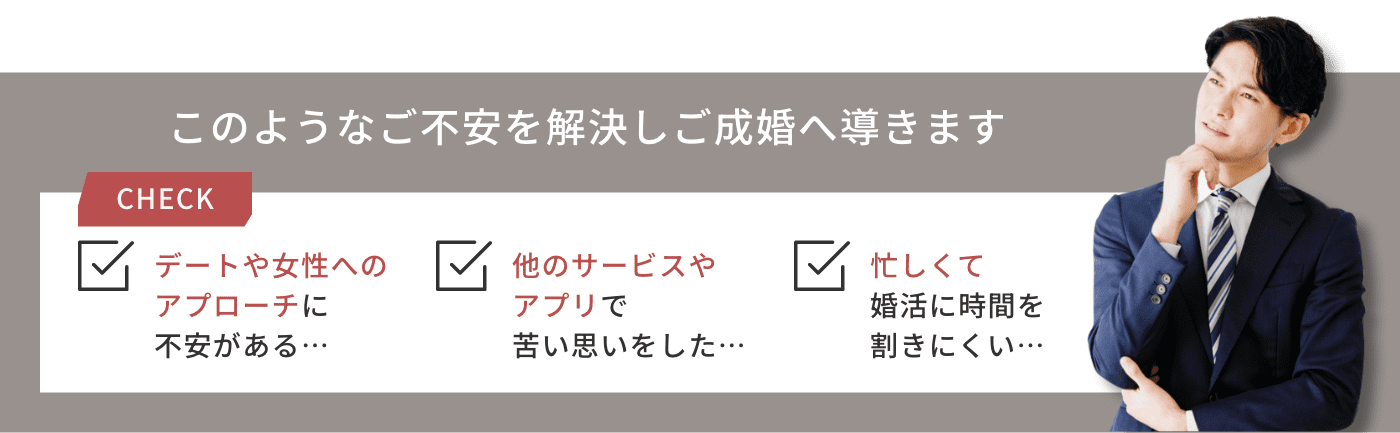 このようなご不安を解決しご成婚へ導きます
CHECK
デートや女性への
アプローチに
不安がある…
他のサービスや
アプリで
苦い思いをした…
忙しくて
婚活に時間を
割きにくい…